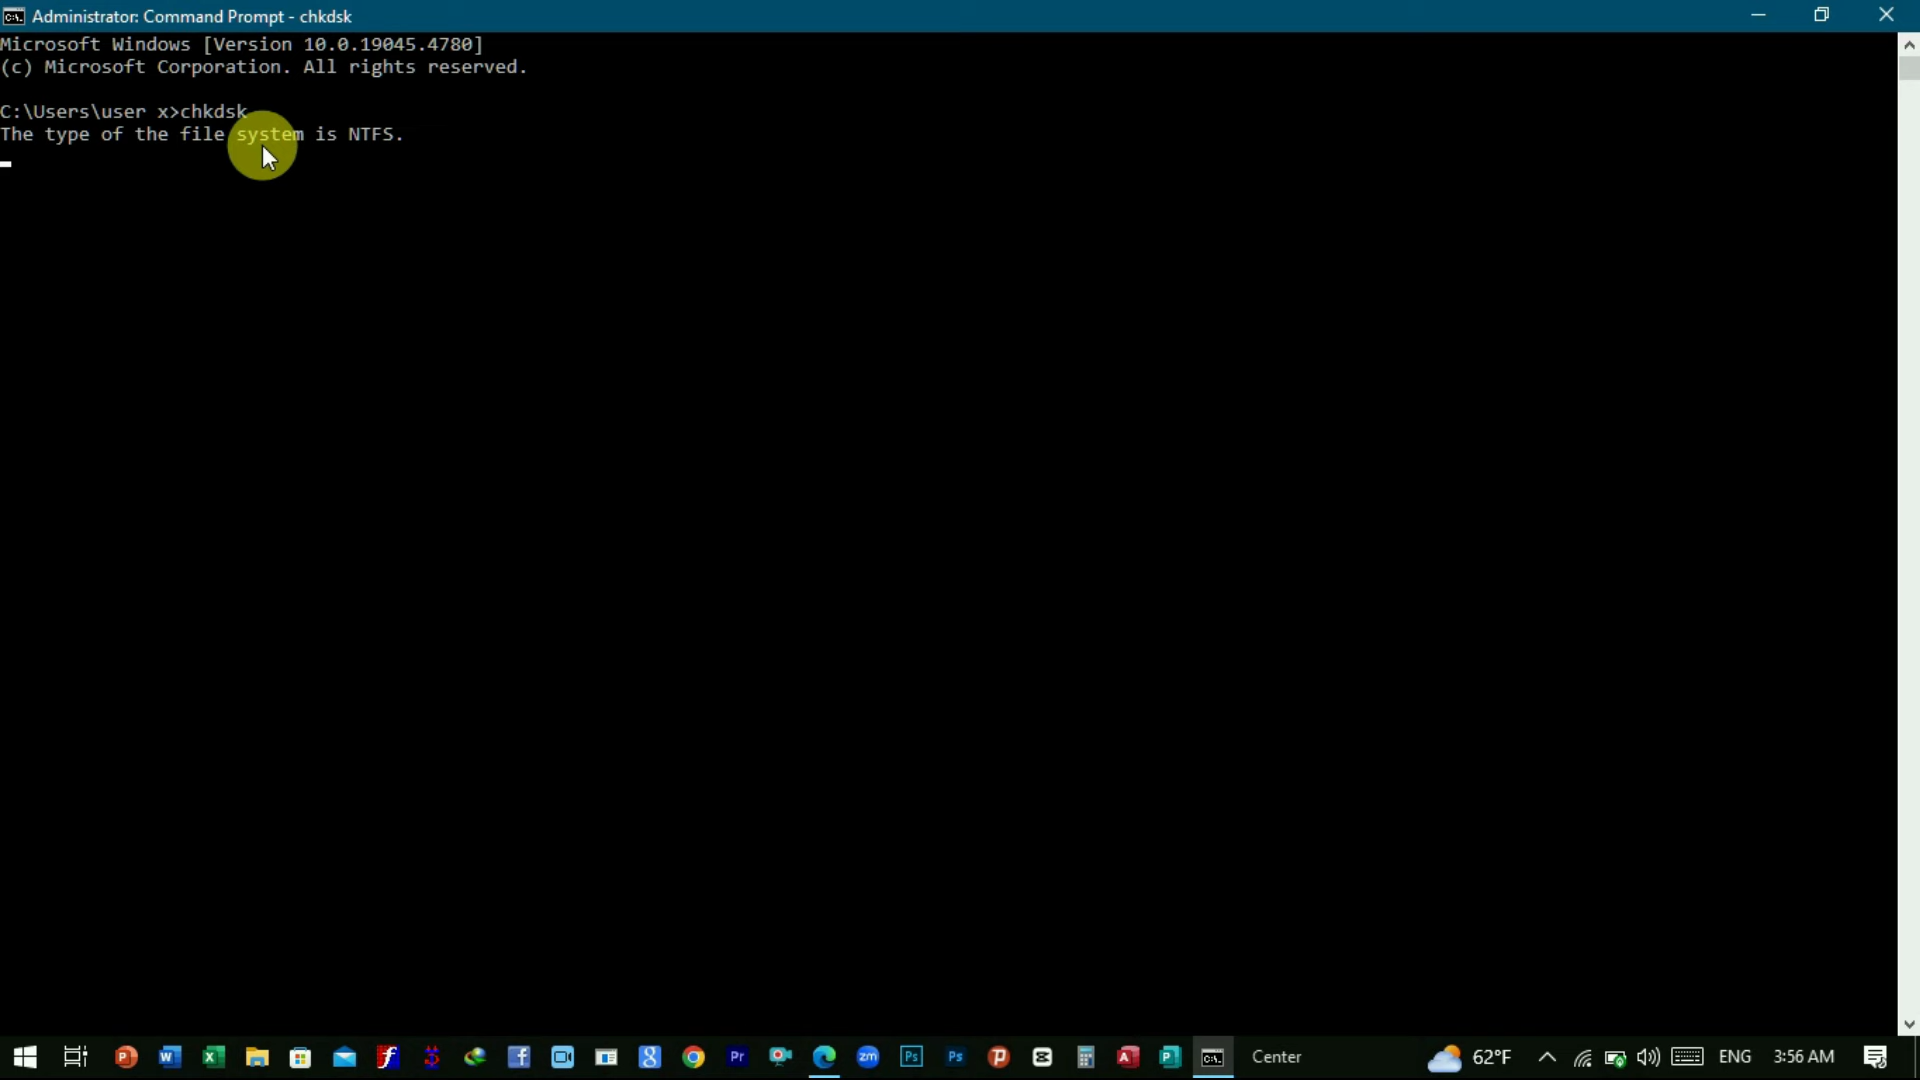 Administrator: Command Prompt - chkdsk
Microsoft Windows [Version 10.0.19045.4780]
(c) Microsoft Corporation. All rights reserved.
C:\Users\user x>chkdsk
The type of the file system is NTFS.
Center
62°F
ENG
3:56 AM